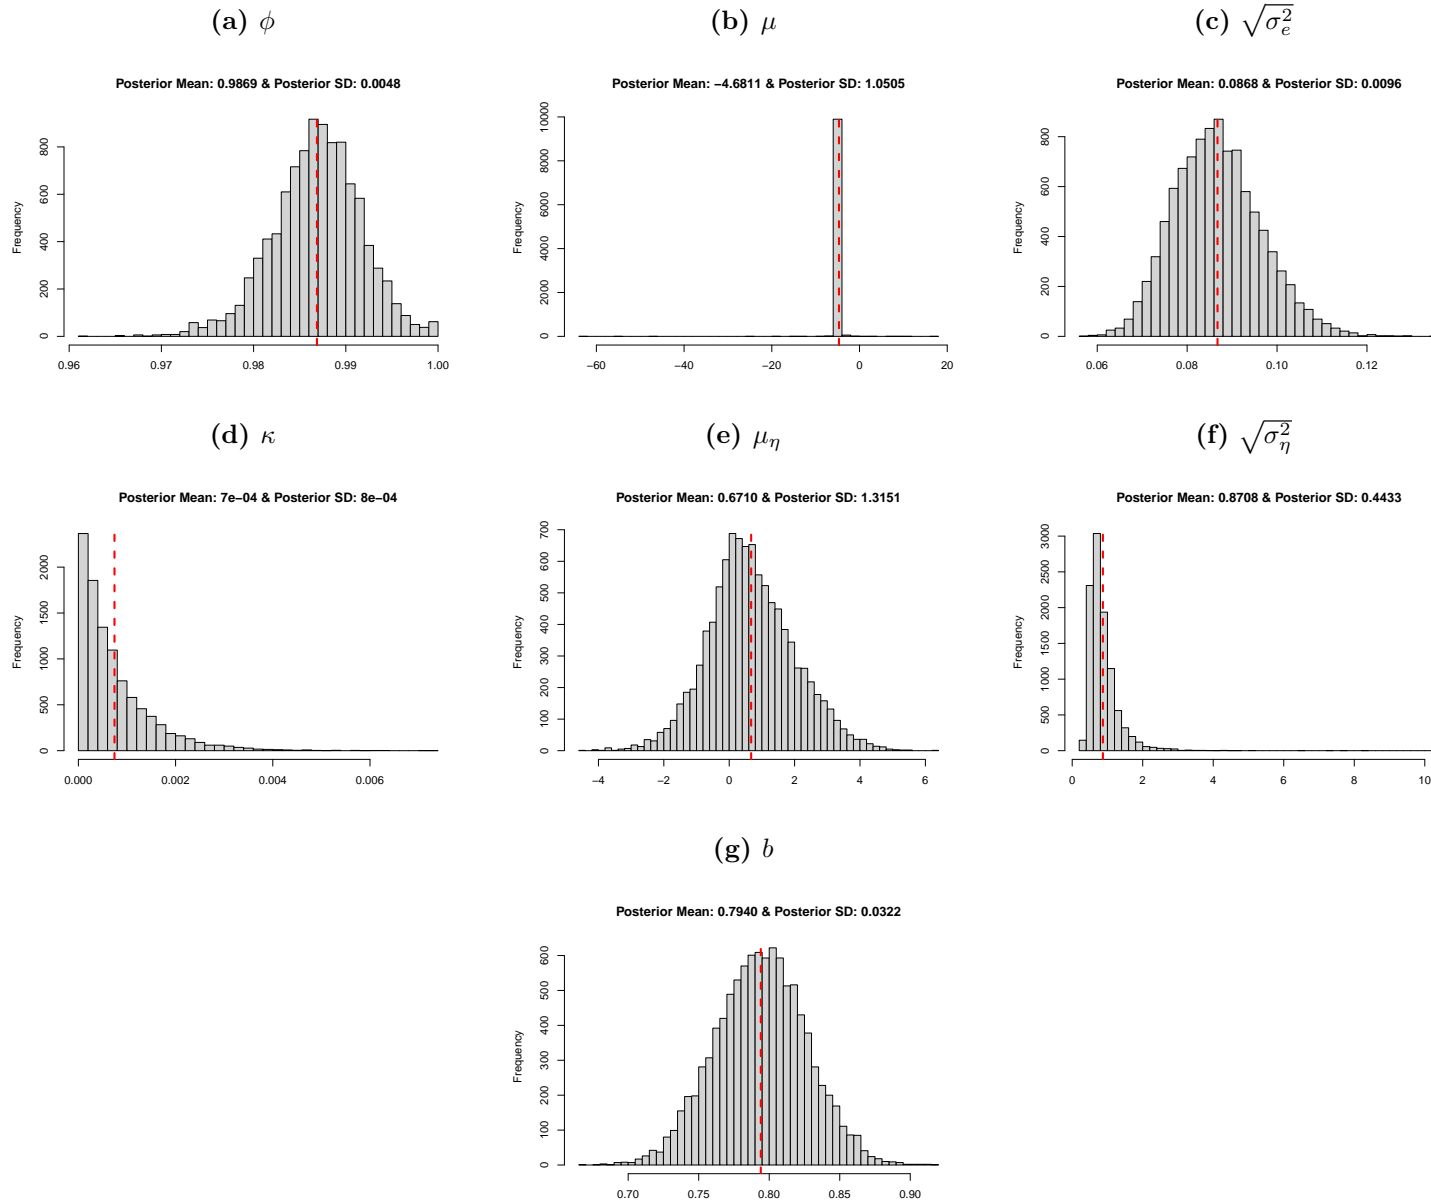 (a) φ
(b) μ
(c) √σ²ₑ
Posterior Mean: 0.9869 & Posterior SD: 0.0048
Posterior Mean: −4.6811 & Posterior SD: 1.0505
Posterior Mean: 0.0868 & Posterior SD: 0.0096
Frequency
0 200 400 600 800
0.96 0.97 0.98 0.99 1.00
Frequency
0 2000 4000 6000 8000 10000
−60 −40 −20 0 20
Frequency
0 200 400 600 800
0.06 0.08 0.10 0.12
(d) κ
(e) μ_η
(f) √σ²_η
Posterior Mean: 7e−04 & Posterior SD: 8e−04
Posterior Mean: 0.6710 & Posterior SD: 1.3151
Posterior Mean: 0.8708 & Posterior SD: 0.4433
Frequency
0 500 1000 1500 2000
0.000 0.002 0.004 0.006
Frequency
0 100 200 300 400 500 600 700
−4 −2 0 2 4 6
Frequency
0 500 1000 1500 2000 2500 3000
0 2 4 6 8 10
(g) b
Posterior Mean: 0.7940 & Posterior SD: 0.0322
Frequency
0 100 200 300 400 500 600
0.70 0.75 0.80 0.85 0.90